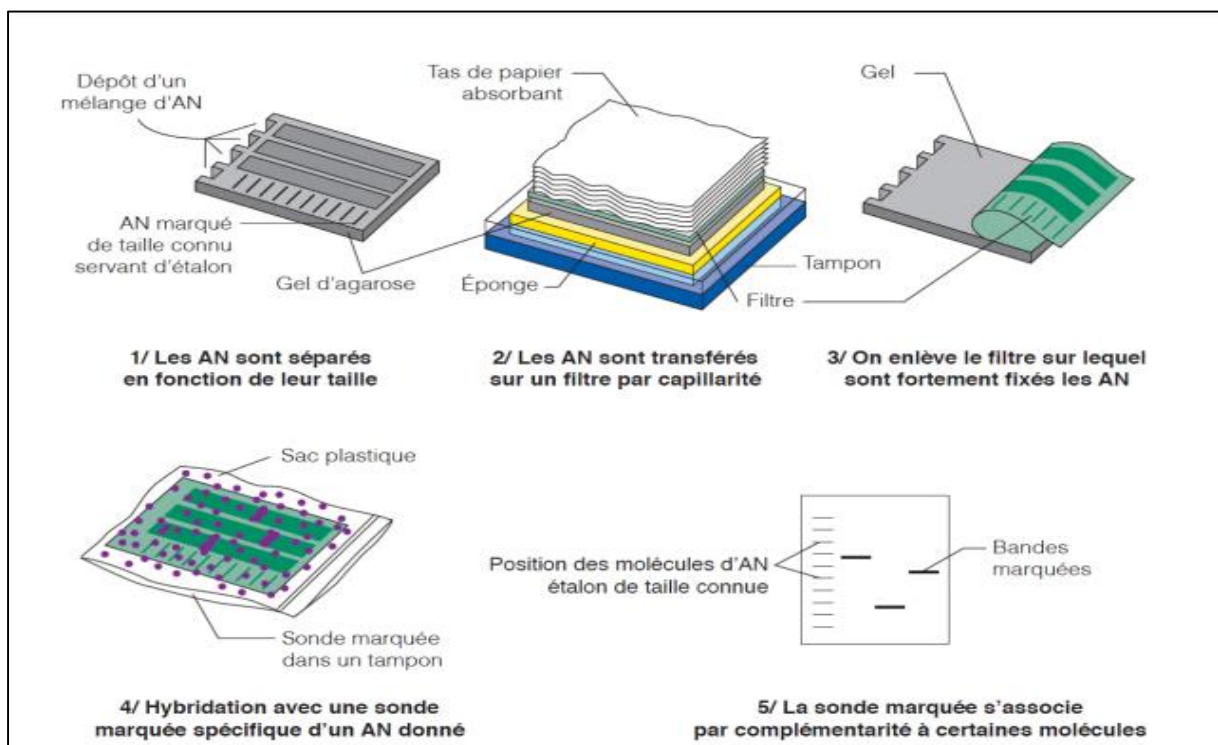 Dépôt d'un
mélange d'AN
AN marqué
de taille connu
servant d'étalon
Gel d'agarose
1/ Les AN sont séparés
en fonction de leur taille
Tas de papier
absorbant
Éponge
Tampon
Filtre
2/ Les AN sont transférés
sur un filtre par capillarité
Gel
3/ On enlève le filtre sur lequel
sont fortement fixés les AN
Sac plastique
Sonde marquée
dans un tampon
4/ Hybridation avec une sonde
marquée spécifique d'un AN donné
Position des molécules d'AN
étalon de taille connue
Bandes
marquées
5/ La sonde marquée s'associe
par complémentarité à certaines molécules